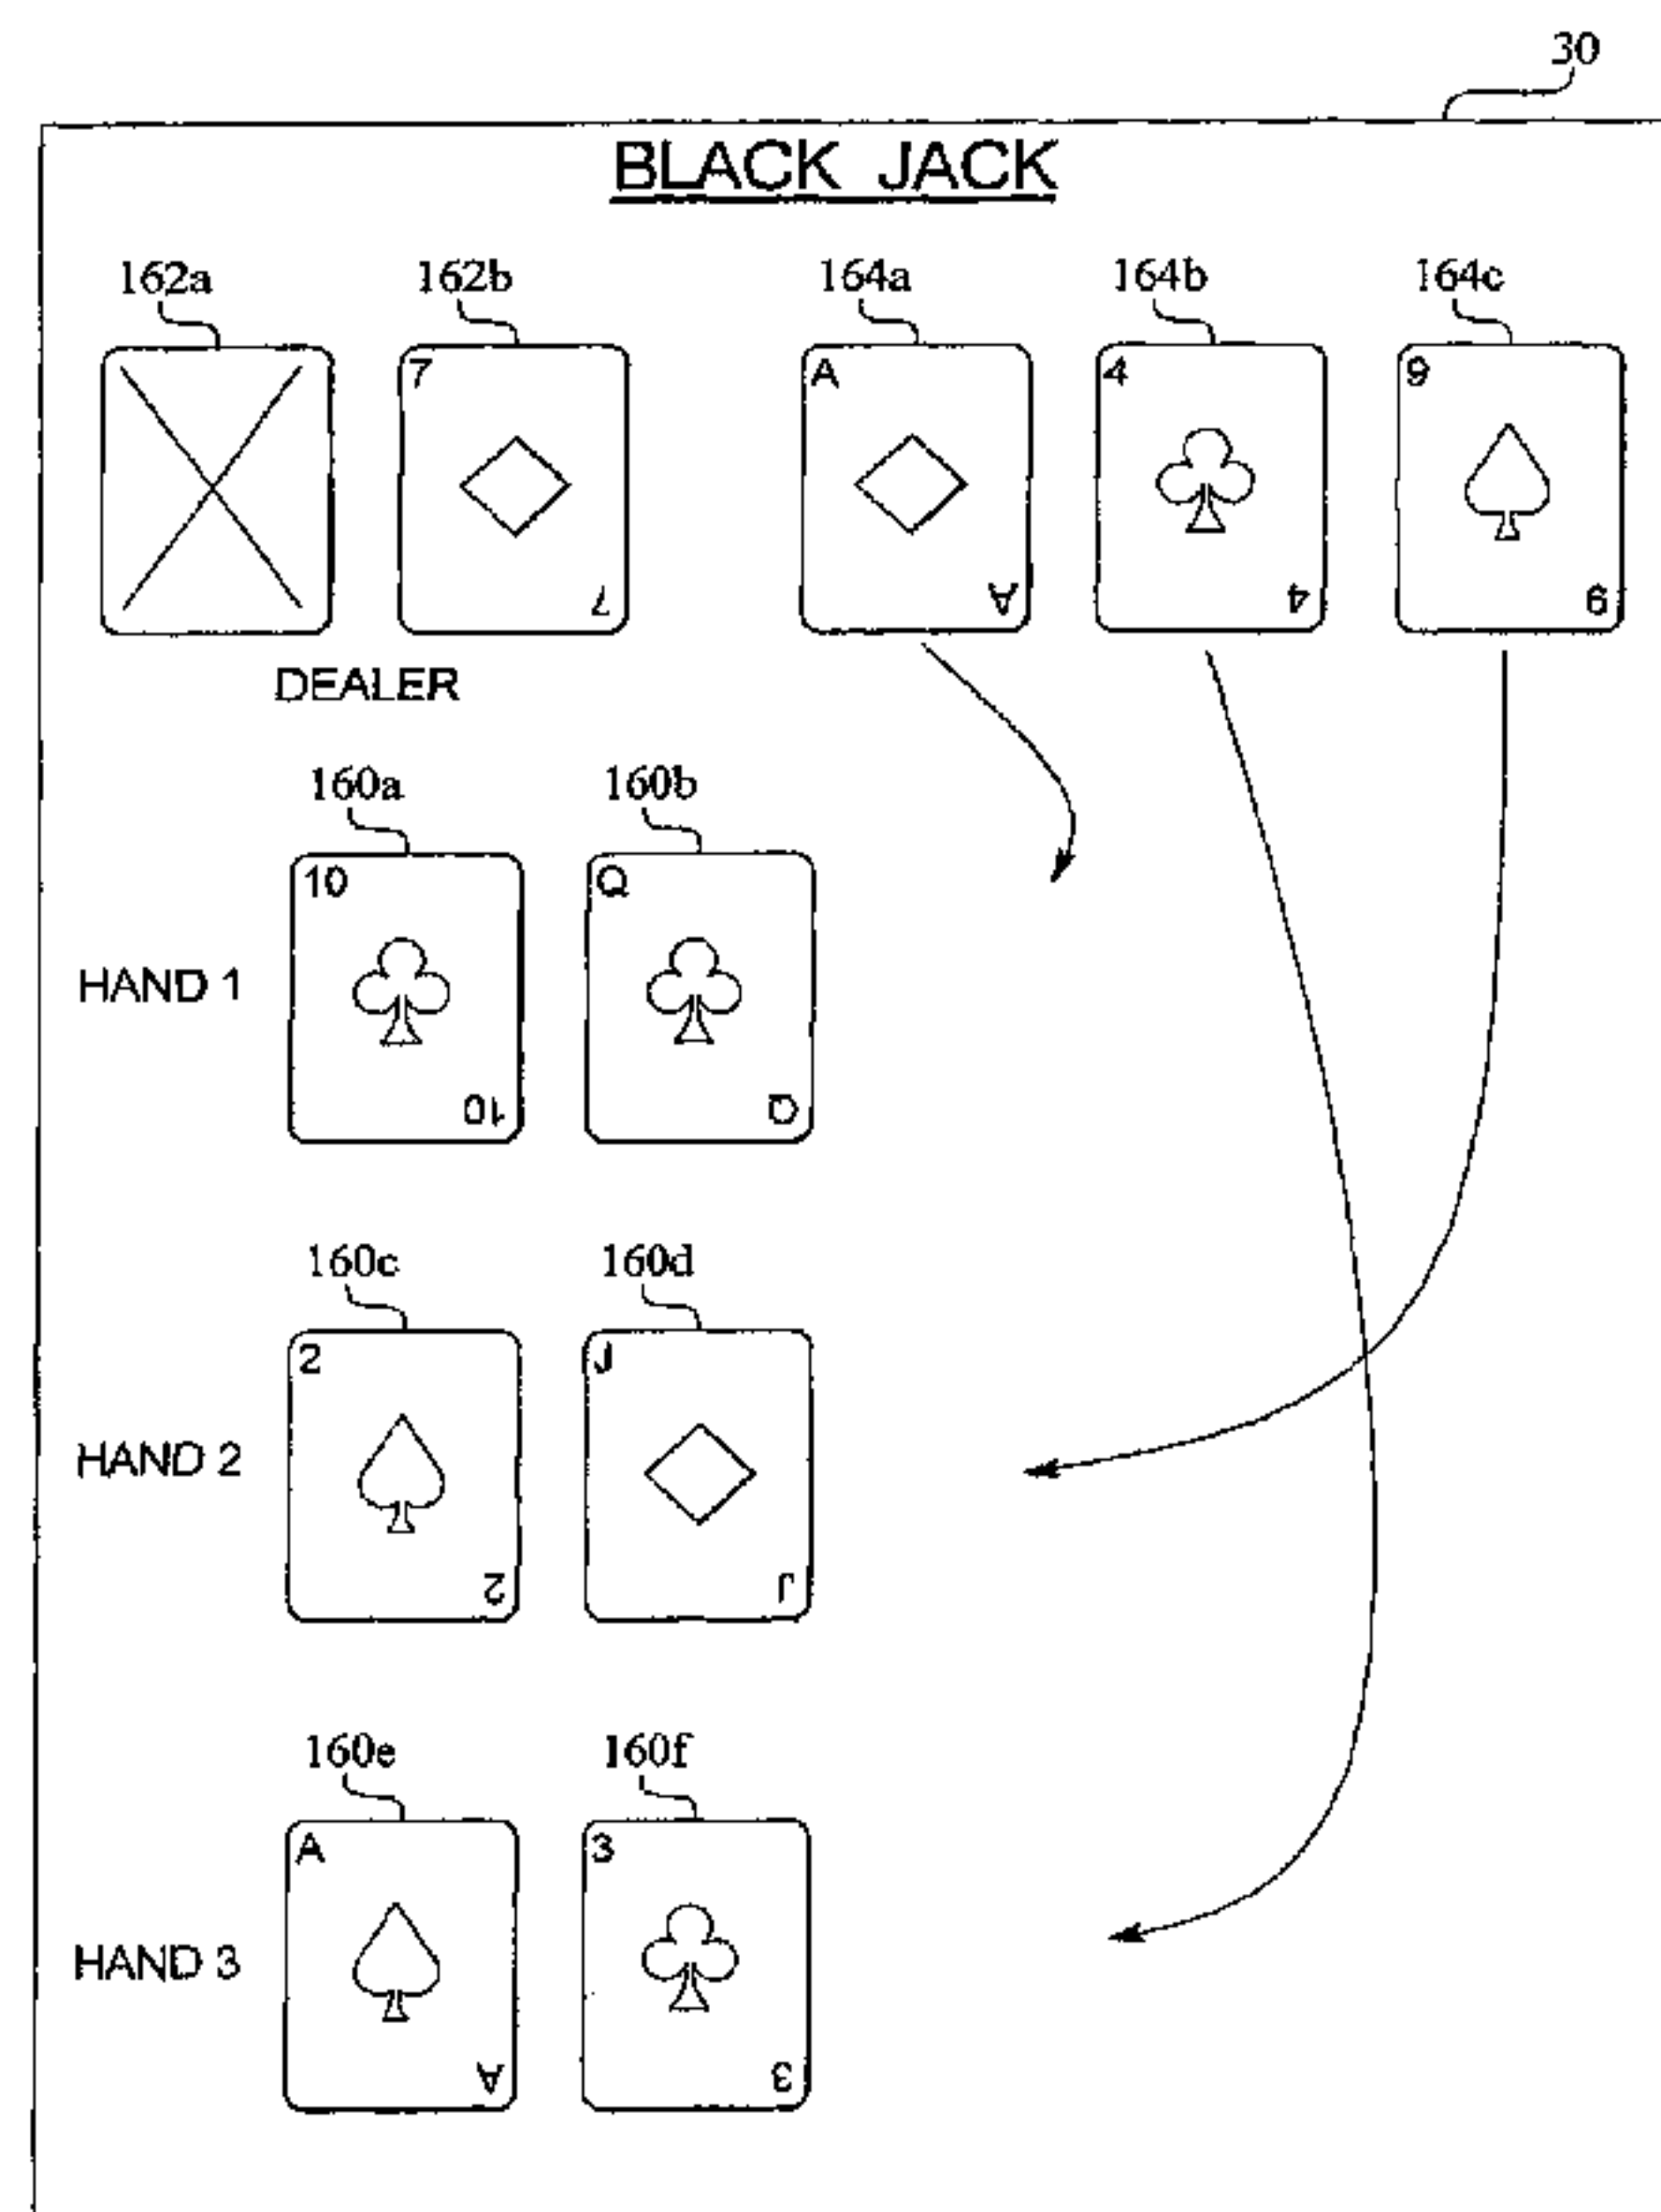 30
BLACK JACK
162a 162b 164a 164b 164c
7 A 4 9
7 A 4 9
DEALER
160a 160b
10 Q
HAND 1
10 Q
160c 160d
2 J
HAND 2
2 J
160e 160f
A 3
HAND 3
A 3